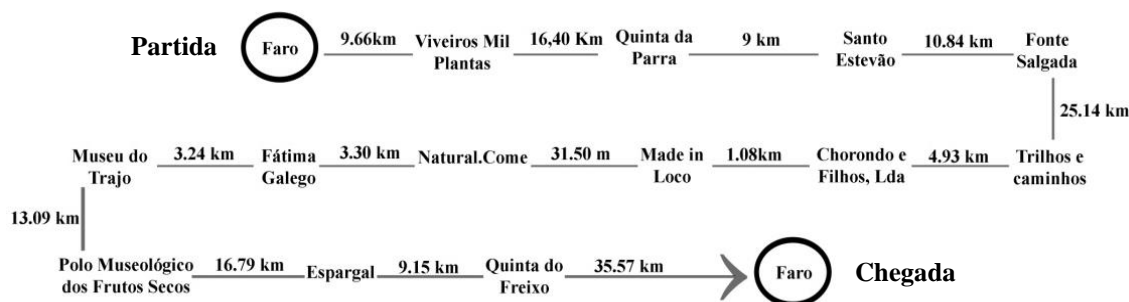 Partida
Faro
9.66km
Viveiros Mil
Plantas
16,40 Km
Quinta da
Parra
9 km
Santo
Estevão
10.84 km
Fonte
Salgada
25.14 km
Trilhos e
caminhos
4.93 km
Chorondo e
Filhos, Lda
1.08km
Made in
Loco
31.50 m
Natural.Come
3.30 km
Fátima
Galego
3.24 km
Museu do
Trajo
13.09 km
Polo Museológico
dos Frutos Secos
16.79 km
Espargal
9.15 km
Quinta do
Freixo
35.57 km
Faro
Chegada